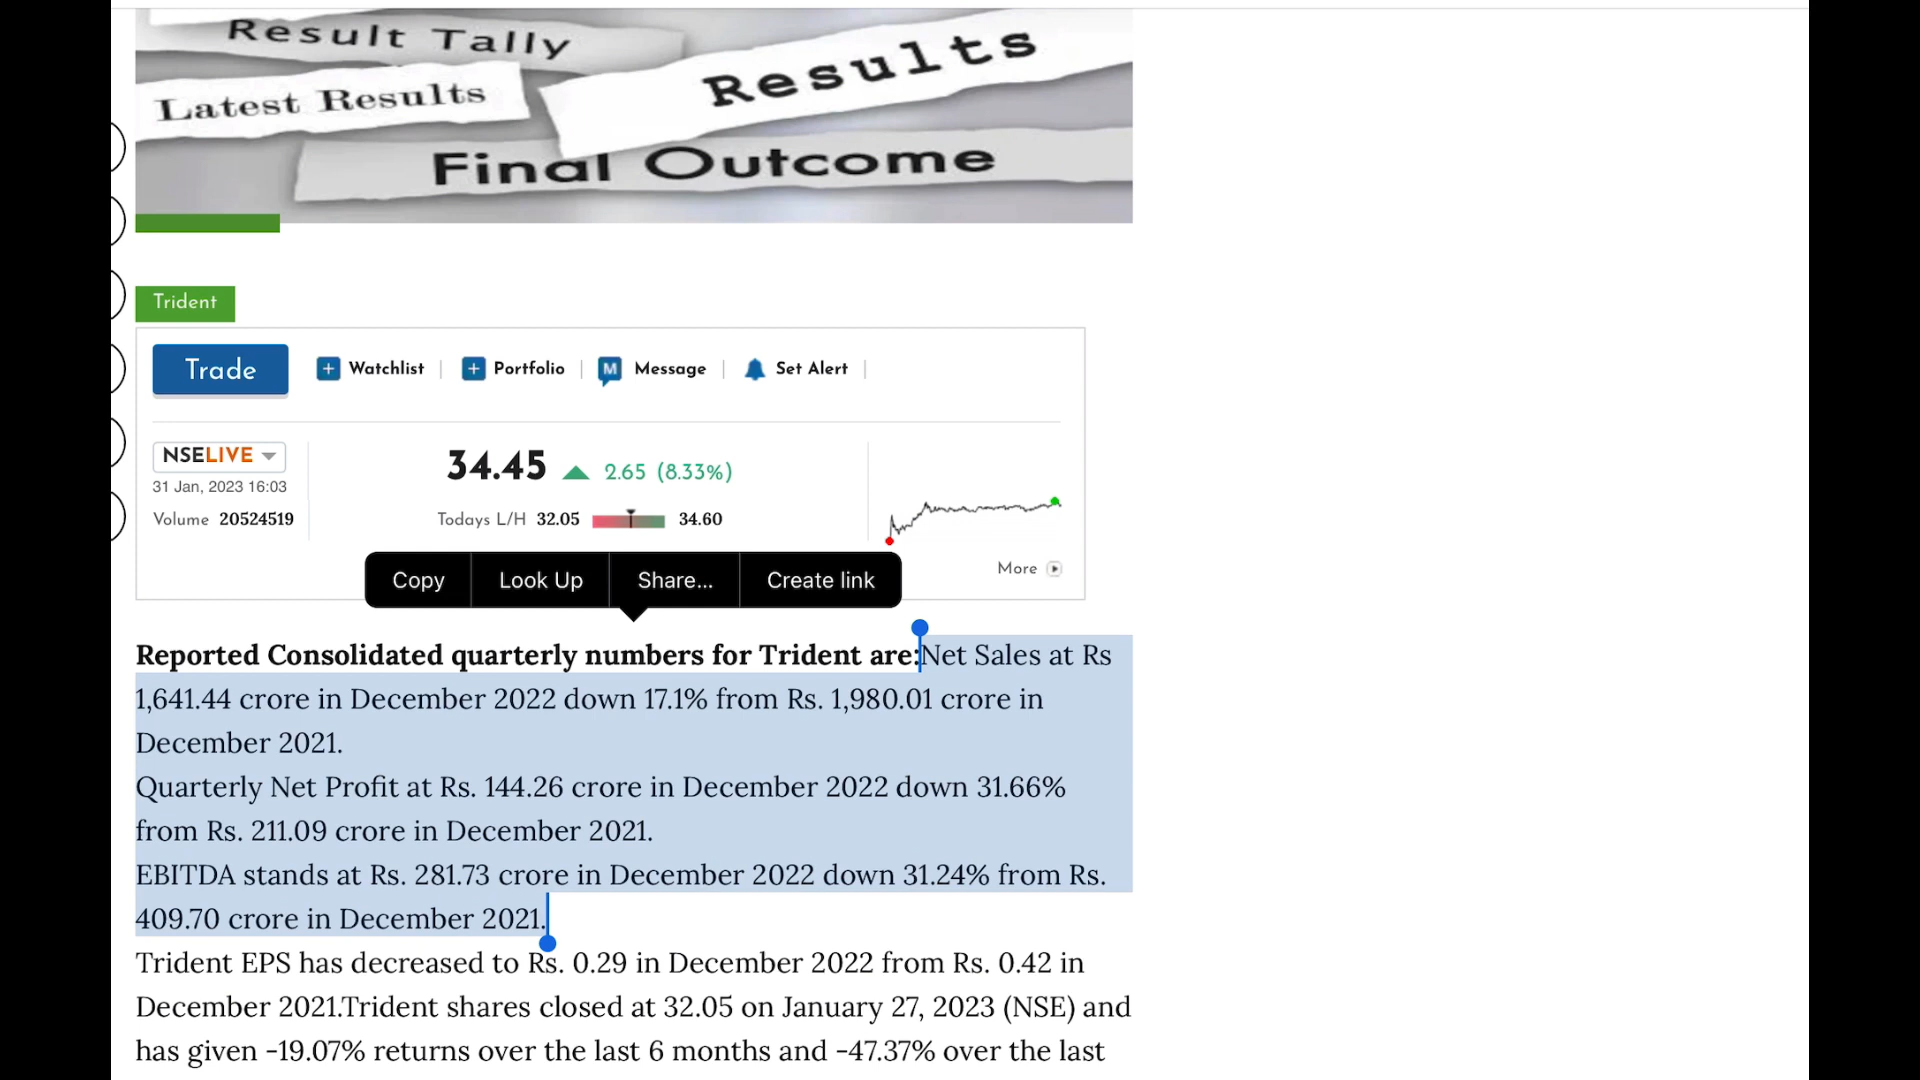 Result Tally
Results
Latest Results
Final Outcome
Trident
Trade
Watchlist
Portfolio
M Message
Set Alert
NSELIVE
34.45 2.65 (8.33%)
31 Jan, 2023 16:03
Volume 20524519
Todays L/H 32.05 34.60
More
Copy
Look Up
Share...
Create link
Reported Consolidated quarterly numbers for Trident are:Net Sales at Rs
1,641.44 crore in December 2022 down 17.1% from Rs. 1,980.01 crore in
December 2021.
Quarterly Net Profit at Rs. 144.26 crore in December 2022 down 31.66%
from Rs. 211.09 crore in December 2021.
EBITDA stands at Rs. 281.73 crore in December 2022 down 31.24% from Rs.
409.70 crore in December 2021.
Trident EPS has decreased to Rs. 0.29 in December 2022 from Rs. 0.42 in
December 2021.Trident shares closed at 32.05 on January 27, 2023 (NSE) and
has given -19.07% returns over the last 6 months and -47.37% over the last